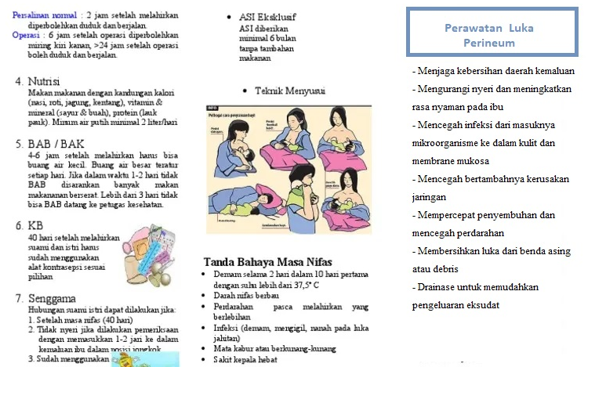 Persalinan normal : 2 jam setelah melahirkan
diperbolehkan duduk dan berjalan.
Operasi : 6 jam setelah operasi diperbolehkan
miring kiri kanan, >24 jam setelah operasi
boleh duduk dan berjalan.
4. Nutrisi
Makan makanan dengan kandungan kalori
(nasi, roti, jagung, kentang), vitamin &
mineral (sayur & buah), protein (lauk
pauk). Minum air putih minimal 2 liter/hari
5. BAB / BAK
4-6 jam setelah melahirkan harus bisa
buang air kecil. Buang air besar teratur
setiap hari. Jika dalam waktu 1-2 hari tidak
BAB disarankan banyak makan
makananan berserat. Lebih dari 3 hari tidak
bisa BAB datang ke petugas kesehatan.
6. KB
40 hari setelah melahirkan
suami dan istri harus
sudah menggunakan
alat kontrasepsi sesuai
pilihan
7. Senggama
Hubungan suami istri dapat dilakukan jika:
1. Setelah masa nifas (40 hari)
2. Tidak nyeri jika dilakukan pemeriksaan
dengan memasukkan 1-2 jari ke dalam
kemaluan ibu dalam posisi jongkok
3. Sudah menggunakan
• ASI Eksklusif
ASI diberikan
minimal 6 bulan
tanpa tambahan
makanan
• Teknik Menyusui
Tanda Bahaya Masa Nifas
• Demam selama 2 hari dalam 10 hari pertama
dengan suhu lebih dari 37,5° C
• Darah nifas berbau
• Perdarahan pasca melahirkan yang
berlebihan
• Infeksi (demam, mengigil, nanah pada luka
jahitan)
• Mata kabur atau berkunang-kunang
• Sakit kepala hebat
Perawatan Luka
Perineum
- Menjaga kebersihan daerah kemaluan
- Mengurangi nyeri dan meningkatkan
rasa nyaman pada ibu
- Mencegah infeksi dari masuknya
mikroorganisme ke dalam kulit dan
membrane mukosa
- Mencegah bertambahnya kerusakan
jaringan
- Mempercepat penyembuhan dan
mencegah perdarahan
- Membersihkan luka dari benda asing
atau debris
- Drainase untuk memudahkan
pengeluaran eksudat